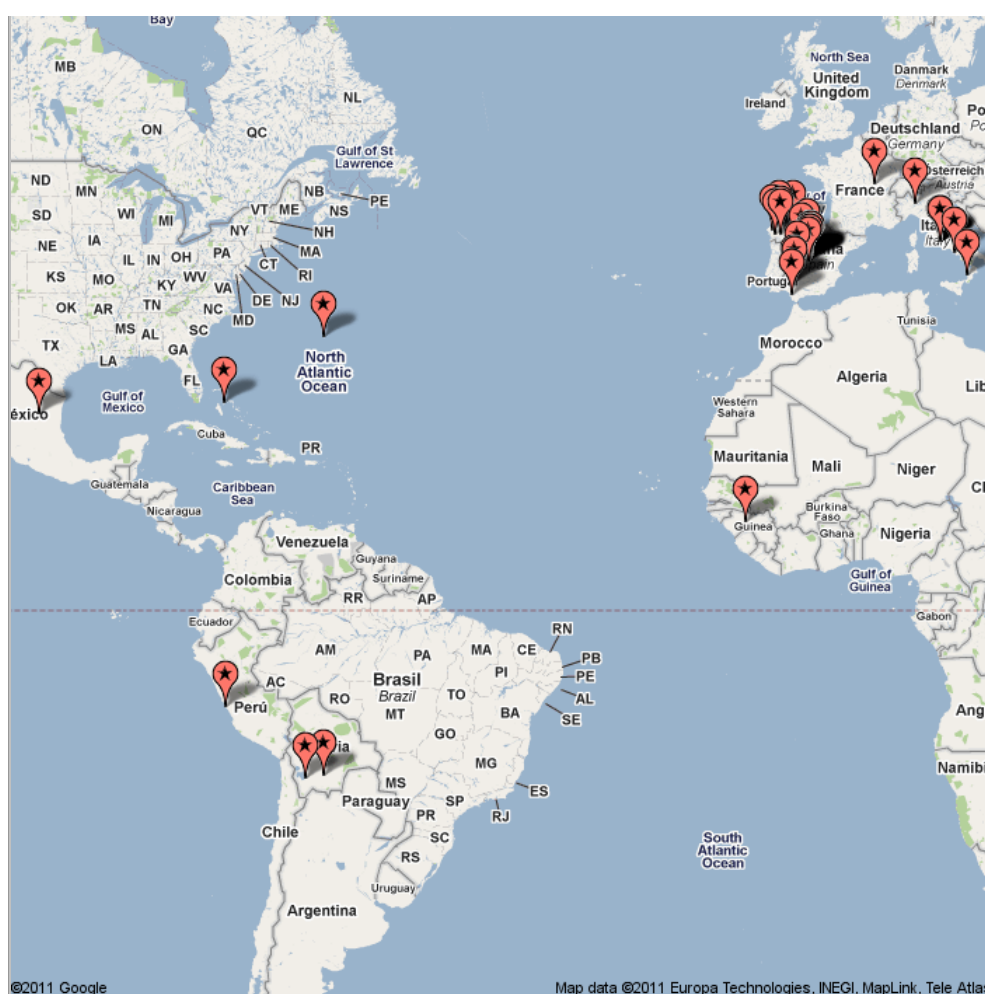 Bay
North Sea
United
Kingdom
Danmark
Denmark
Ireland
MB
NL
ON
QC
Deutschland
Germany
Gulf of St
Lawrence
France
Österreich
Austria
ND
MN
NB
PE
SD
WI
MI
VT
ME
NS
NY
NH
MA
NE
IA
PA
CT
RI
IL
IN
OH
Italy
KS
MO
KY
WV
VA
DE
NJ
MD
OK
AR
TN
NC
MS
AL
SC
TX
GA
LA
FL
North
Atlantic
Ocean
Gulf of
Mexico
éxico
Cuba
PR
Portug
Tunisia
Morocco
Algeria
Lib
Western
Sahara
Mauritania
Mali
Niger
Guatemala
Caribbean
Sea
Nicaragua
Burkina
Faso
Guinea
Ghana
Nigeria
Venezuela
Guyana
Suriname
Colombia
Gulf of
Guinea
RR
AP
Ecuador
Gabon
AM
PA
MA
CE
RN
PB
PI
PE
AC
Brasil
Brazil
RO
TO
AL
Perú
MT
BA
SE
Ang
GO
ia
MG
MS
ES
Namibi
Paraguay
SP
PR
RJ
Chile
SC
RS
South
Atlantic
Ocean
Uruguay
Argentina
©2011 Google
Map data ©2011 Europa Technologies, INEGI, MapLink, Tele Atlas